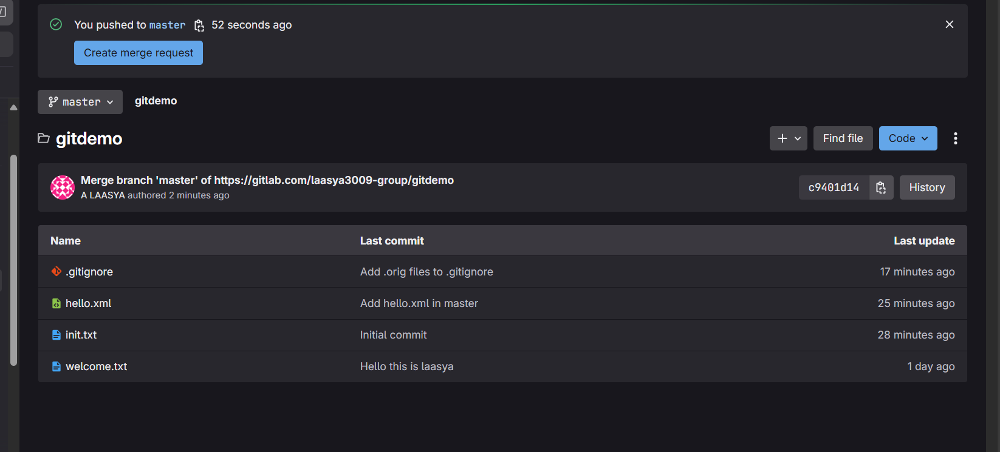 You pushed to master 52 seconds ago
Create merge request
master gitdemo
gitdemo
Find file Code
Merge branch 'master' of https://gitlab.com/laasya3009-group/gitdemo
A LAASYA authored 2 minutes ago
c9401d14 History
Name Last commit Last update
.gitignore Add .orig files to .gitignore 17 minutes ago
hello.xml Add hello.xml in master 25 minutes ago
init.txt Initial commit 28 minutes ago
welcome.txt Hello this is laasya 1 day ago